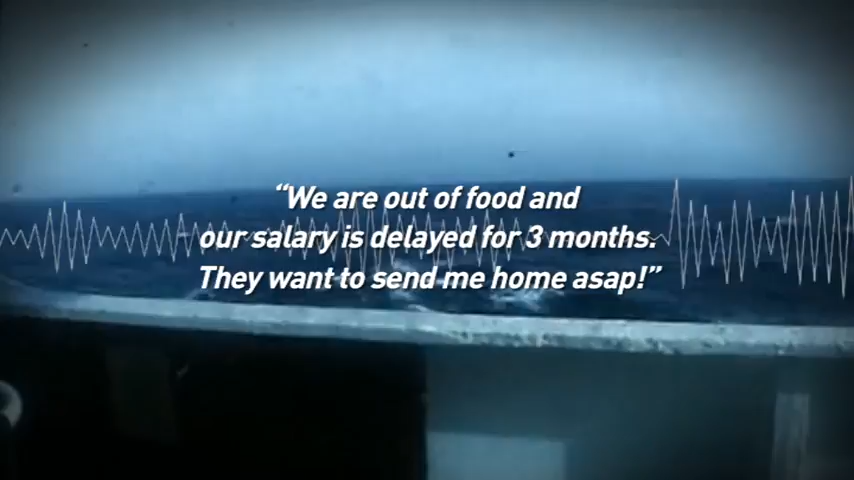 “We are out of food and
our salary is delayed for 3 months.
They want to send me home asap!”